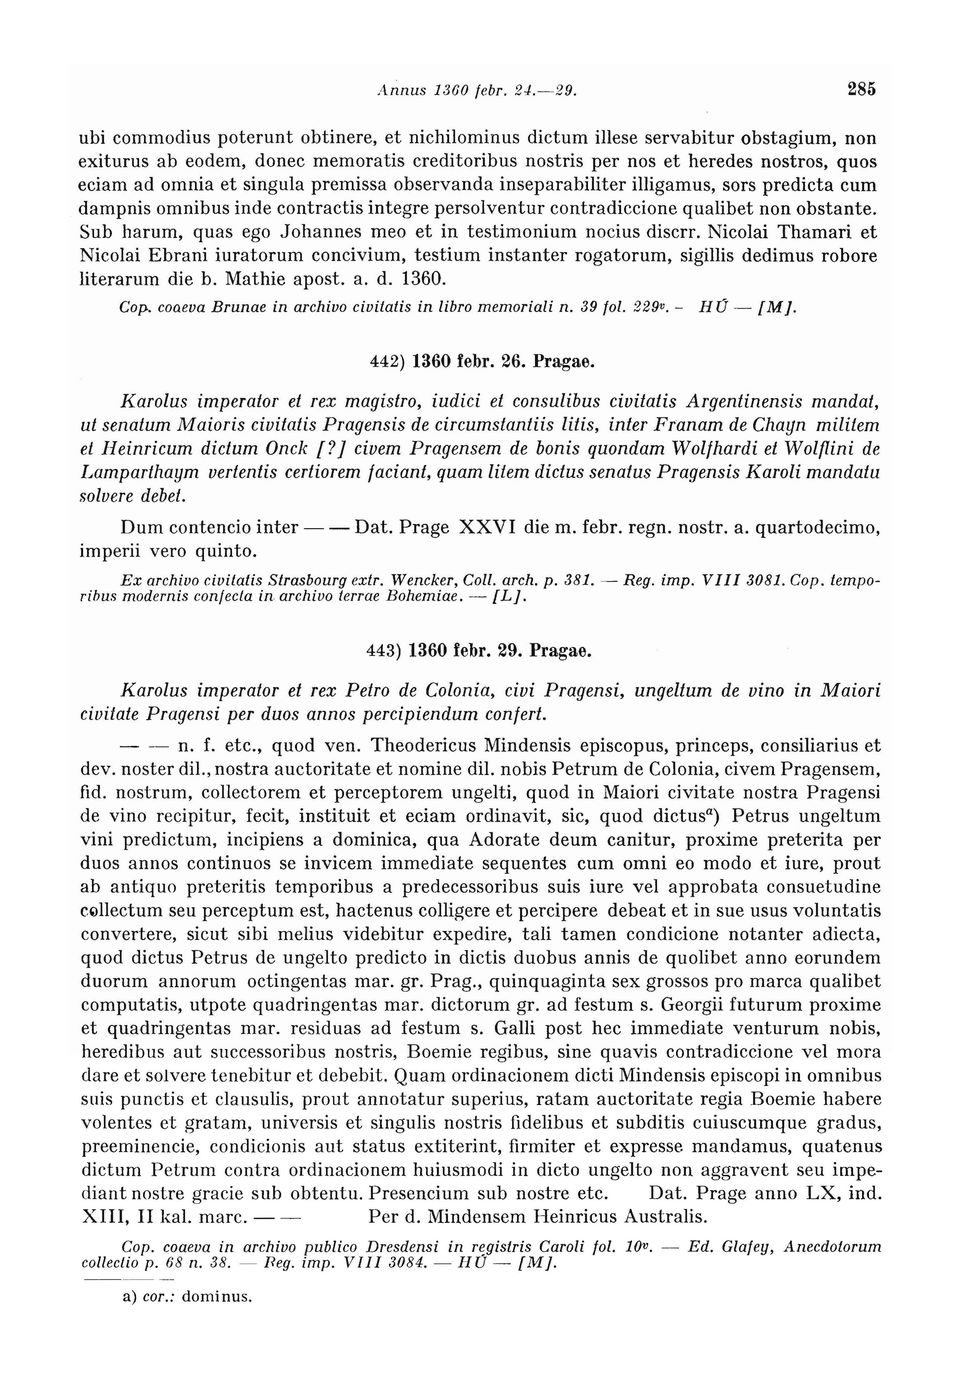 Annus 1360 febr. 24.—29. 285
ubi commodius poterunt obtinere, et nichilominus dictum illese servabitur obstagium, non
exiturus ab eodem, donec memoratis creditoribus nostris per nos et heredes nostros, quos
eciam ad omnia et singula premissa observanda inseparabiliter illigamus, sors predicta cum
dampnis omnibus inde contractis integre persolventur contradiccione qualibet non obstante.
Sub harum, quas ego Johannes meo et in testimonium nocius discrr. Nicolai Thamari et
Nicolai Ebrani iuratorum concivium, testium instanter rogatorum, sigillis dedimus robore
literarum die b. Mathie apost. a. d. 1360.
Cop. coaeva Brunae in archivo civitatis in libro memoriali n. 39 fol. 229v. – HÚ — [M].
442) 1360 febr. 26. Pragae.
Karolus imperator et rex magistro, iudici et consulibus civitatis Argentinensis mandat,
ut senatum Maioris civitatis Pragensis de circumstantiis litis, inter Franam de Chayn militem
et Heinricum dictum Onck [?] civem Pragensem de bonis quondam Wolfhardi et Wolflini de
Lamparthaym vertentis certiorem faciant, quam litem dictus senatus Pragensis Karoli mandatu
solvere debet.
Dum contencio inter — — Dat. Prage XXVI die m. febr. regn. nostr. a. quartodecimo,
imperii vero quinto.
Ex archivo civitatis Strasbourg extr. Wencker, Coll. arch. p. 381. — Reg. imp. VIII 3081. Cop. tempo-
ribus modernis confecta in archivo terrae Bohemiae. — [L].
443) 1360 febr. 29. Pragae.
Karolus imperator et rex Petro de Colonia, civi Pragensi, ungeltum de vino in Maiori
civitate Pragensi per duos annos percipiendum confert.
— — n. f. etc., quod ven. Theodericus Mindensis episcopus, princeps, consiliarius et
dev. noster dil., nostra auctoritate et nomine dil. nobis Petrum de Colonia, civem Pragensem,
fid. nostrum, collectorem et perceptorem ungelti, quod in Maiori civitate nostra Pragensi
de vino recipitur, fecit, instituit et eciam ordinavit, sic, quod dictusa) Petrus ungeltum
vini predictum, incipiens a dominica, qua Adorate deum canitur, proxime preterita per
duos annos continuos se invicem immediate sequentes cum omni eo modo et iure, prout
ab antiquo preteritis temporibus a predecessoribus suis iure vel approbata consuetudine
collectum seu perceptum est, hactenus colligere et percipere debeat et in sue usus voluntatis
convertere, sicut sibi melius videbitur expedire, tali tamen condicione notanter adiecta,
quod dictus Petrus de ungelto predicto in dictis duobus annis de quolibet anno eorundem
duorum annorum octingentas mar. gr. Prag., quinquaginta sex grossos pro marca qualibet
computatis, utpote quadringentas mar. dictorum gr. ad festum s. Georgii futurum proxime
et quadringentas mar. residuas ad festum s. Galli post hec immediate venturum nobis,
heredibus aut successoribus nostris, Boemie regibus, sine quavis contradiccione vel mora
dare et solvere tenebitur et debebit. Quam ordinacionem dicti Mindensis episcopi in omnibus
suis punctis et clausulis, prout annotatur superius, ratam auctoritate regia Boemie habere
volentes et gratam, universis et singulis nostris fidelibus et subditis cuiuscumque gradus,
preeminencie, condicionis aut status extiterint, firmiter et expresse mandamus, quatenus
dictum Petrum contra ordinacionem huiusmodi in dicto ungelto non aggravent seu impe-
diant nostre gracie sub obtentu. Presencium sub nostre etc. Dat. Prage anno LX, ind.
XIII, II kal. marc. — — Per d. Mindensem Heinricus Australis.
Cop. coaeva in archivo publico Dresdensi in registris Caroli fol. 10v. — Ed. Glafey, Anecdotorum
collectio p. 68 n. 38. — Reg. imp. VIII 3084. — HÚ — [M].
a) cor.: dominus.